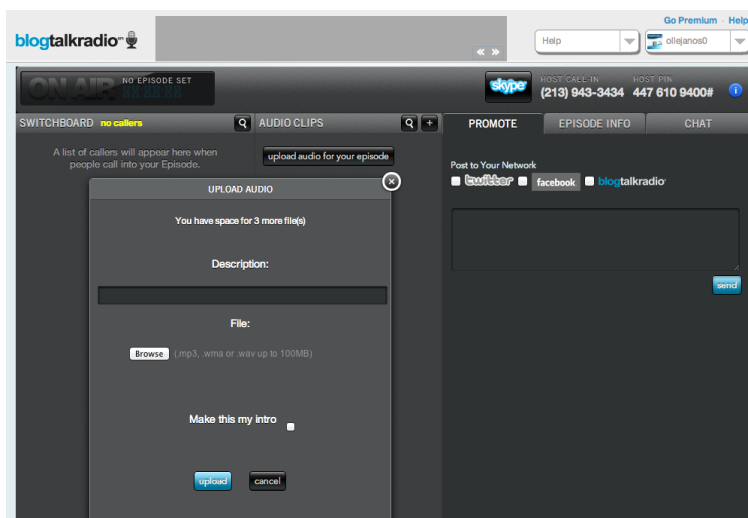 Go Premium · Help
blogtalkradio
Help
ollejanos0
« »
ON AIR
NO EPISODE SET
skype
HOST CALL-IN HOST PIN
(213) 943-3434 447 610 9400#
i
SWITCHBOARD no callers
AUDIO CLIPS
+
PROMOTE
EPISODE INFO
CHAT
A list of callers will appear here when
people call into your Episode.
upload audio for your episode
Post to Your Network
twitter
facebook
blogtalkradio
send
UPLOAD AUDIO
You have space for 3 more file(s)
Description:
File:
Browse (.mp3, .wma or .wav up to 100MB)
Make this my intro
upload
cancel